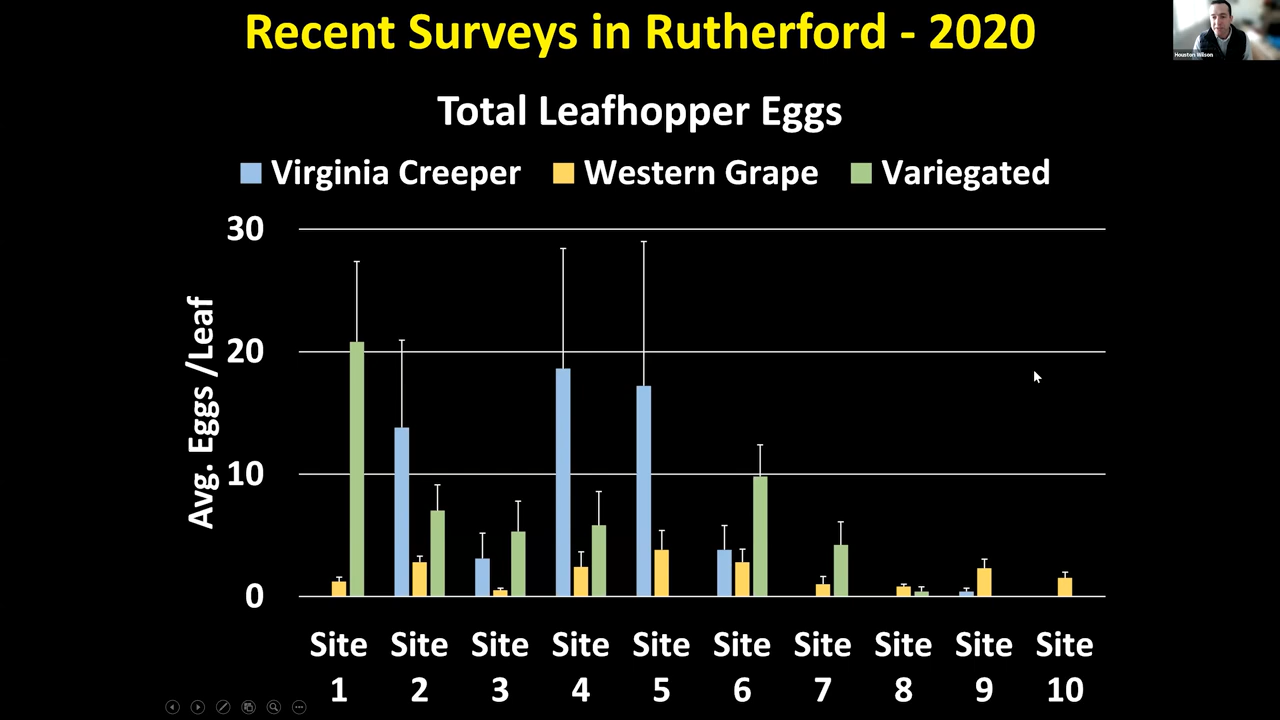 Recent Surveys in Rutherford - 2020
Houston Wilson
Total Leafhopper Eggs
Virginia Creeper Western Grape Variegated
Avg. Eggs /Leaf
30
20
10
0
Site 1 Site 2 Site 3 Site 4 Site 5 Site 6 Site 7 Site 8 Site 9 Site 10